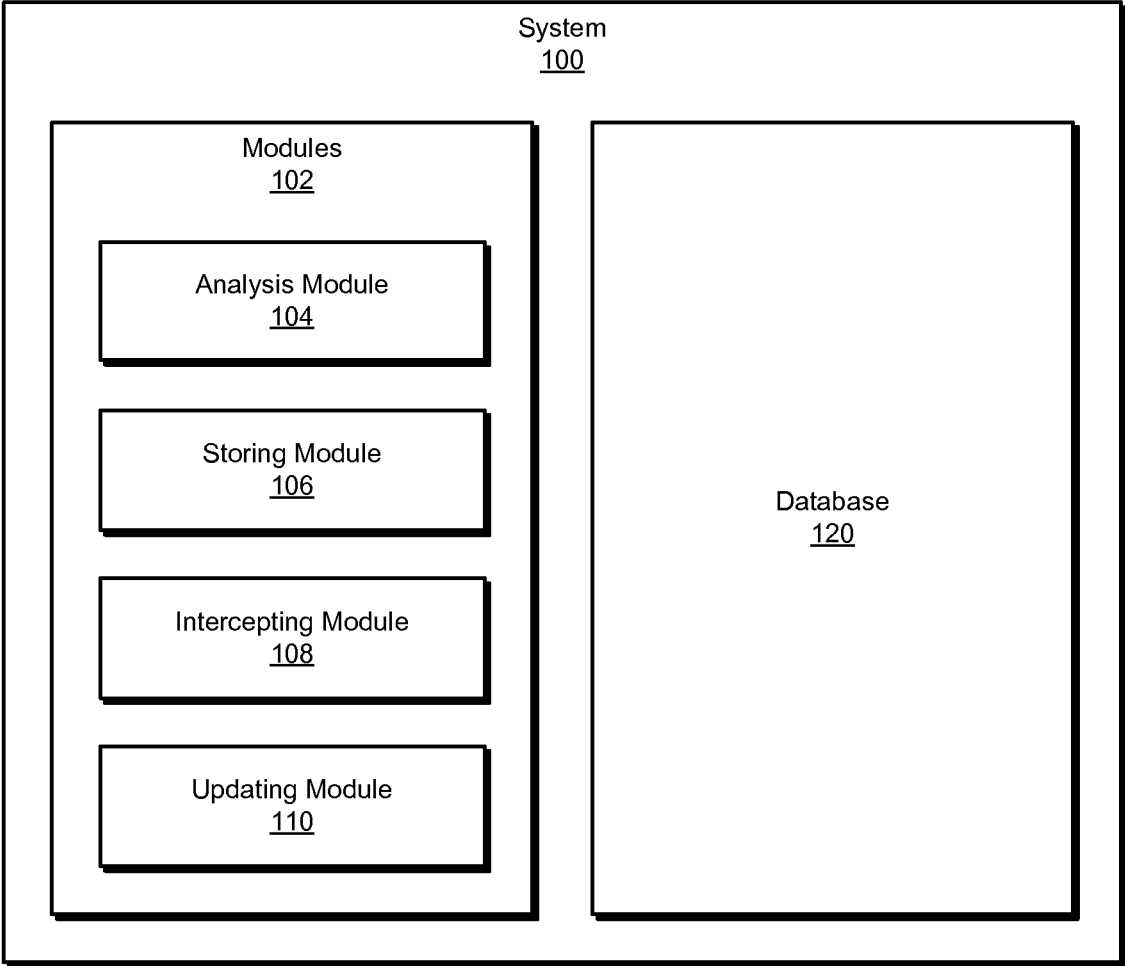 System
100
Modules
102
Analysis Module
104
Storing Module
106
Intercepting Module
108
Updating Module
110
Database
120